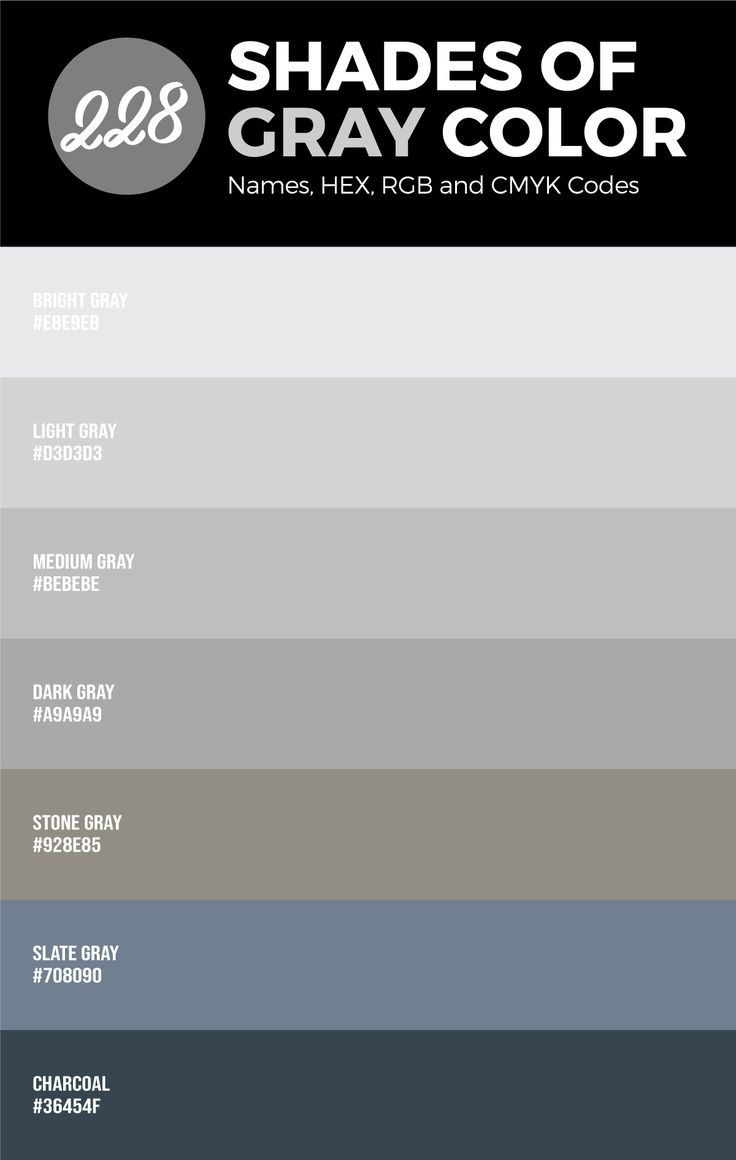 228
SHADES OF
GRAY COLOR
Names, HEX, RGB and CMYK Codes
BRIGHT GRAY
#E8E9EB
LIGHT GRAY
#D3D3D3
MEDIUM GRAY
#BEBEBE
DARK GRAY
#A9A9A9
STONE GRAY
#928E85
SLATE GRAY
#708090
CHARCOAL
#36454F